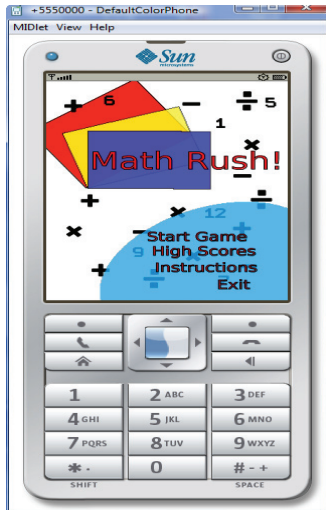 +5550000 - DefaultColorPhone
MIDlet View Help
Sun
microsystems
6
5
1
Math Rush!
12
Start Game
9 High Scores
Instructions
Exit
1 2 ABC 3 DEF
4 GHI 5 JKL 6 MNO
7 PQRS 8 TUV 9 WXYZ
* . 0 # - +
SHIFT SPACE